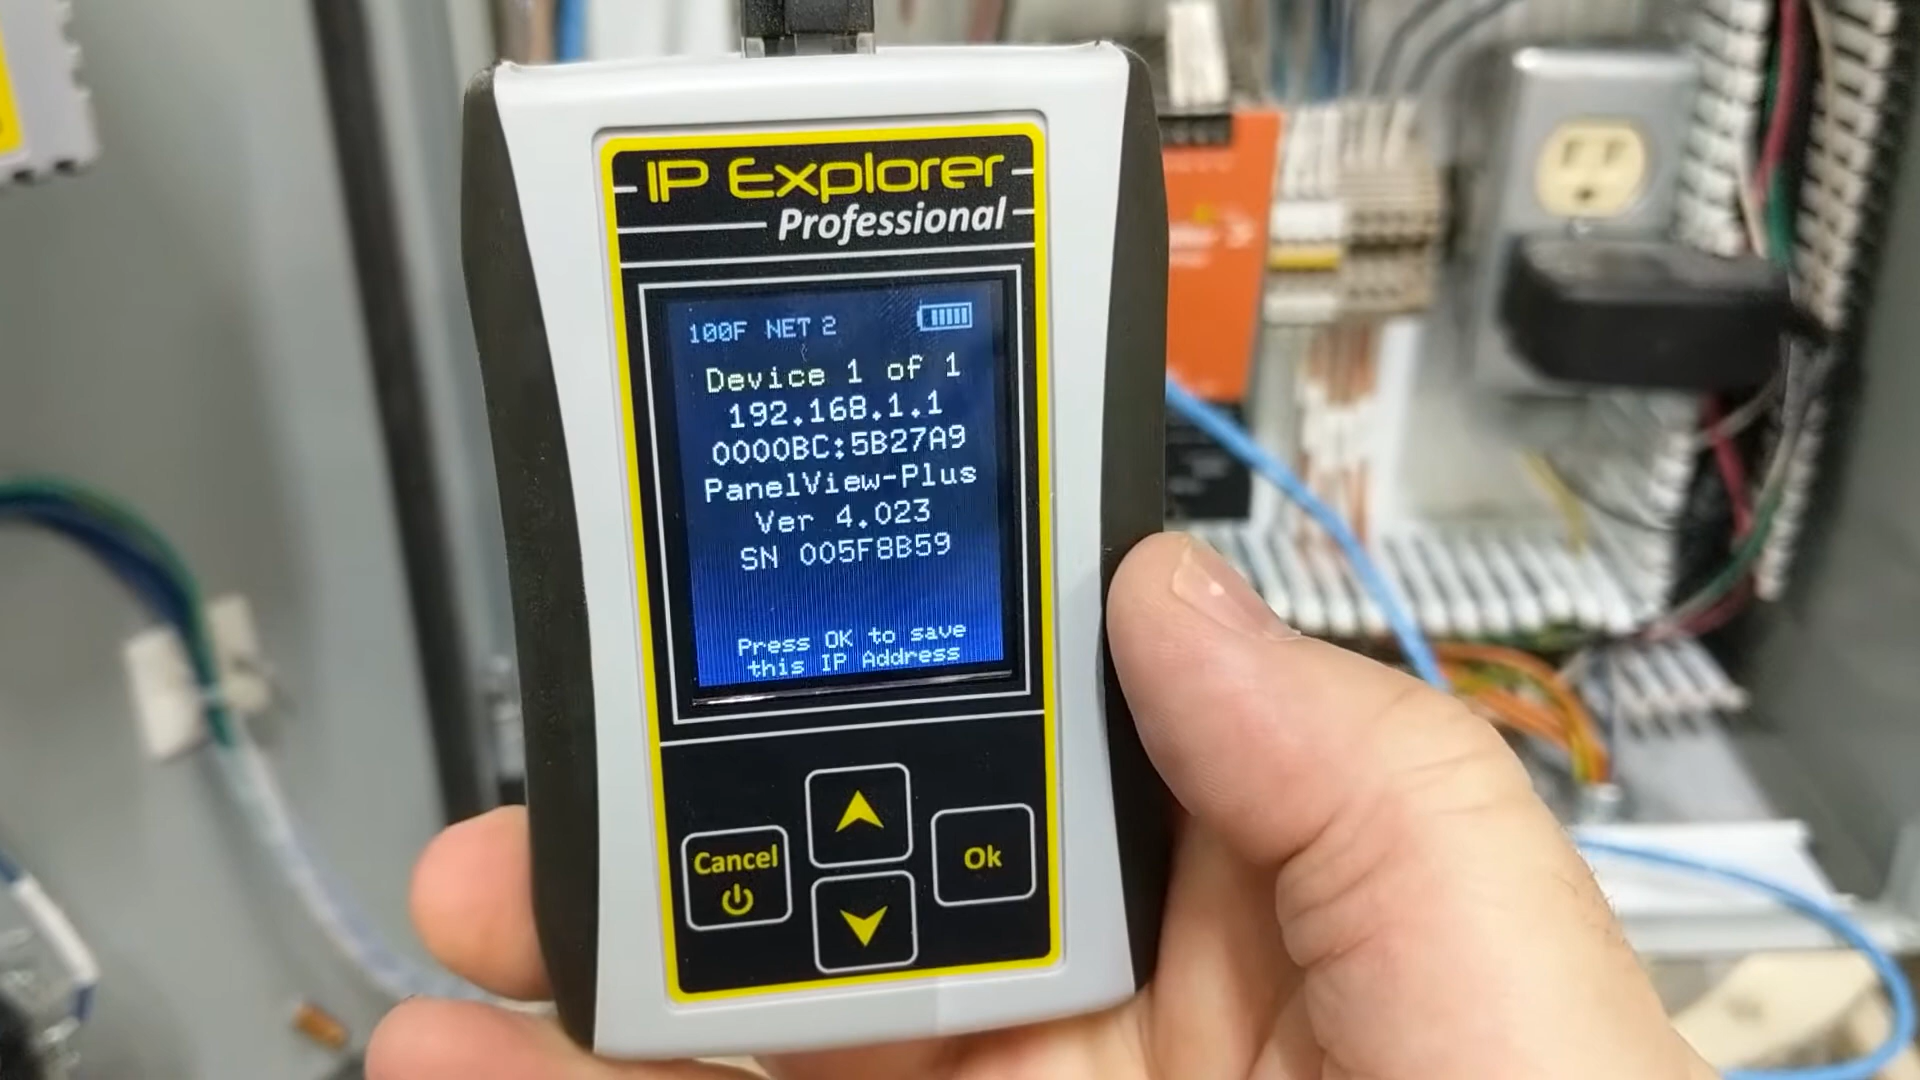 IP Explorer
Professional
100F NET 2
Device 1 of 1
192.168.1.1
0000BC:5B27A9
PanelView-Plus
Ver 4.023
SN 005F8B59
Press OK to save
this IP Address
Cancel
Ok